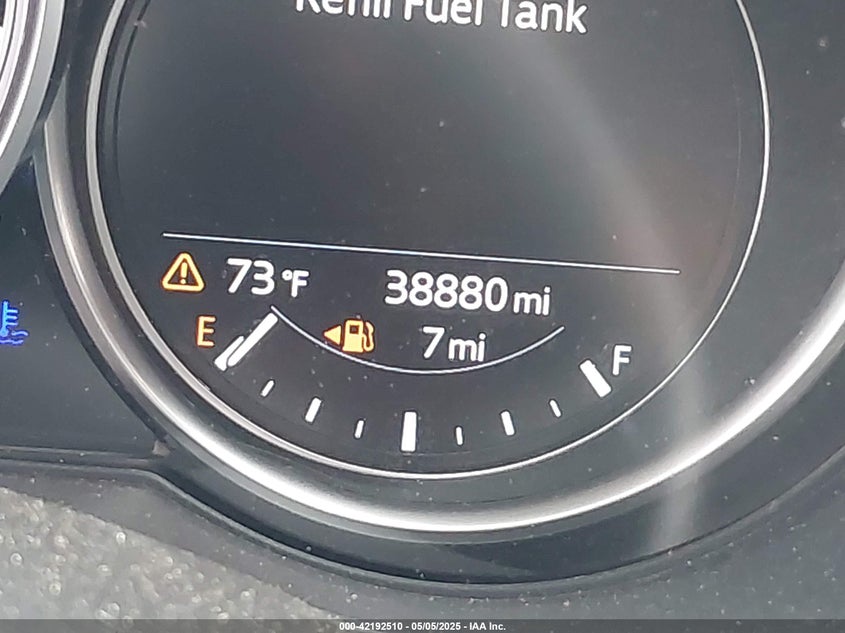 Refill Fuel Tank
73°F 38880 mi
E 7 mi F
000-42192510 - 05/05/2025 - IAA Inc.